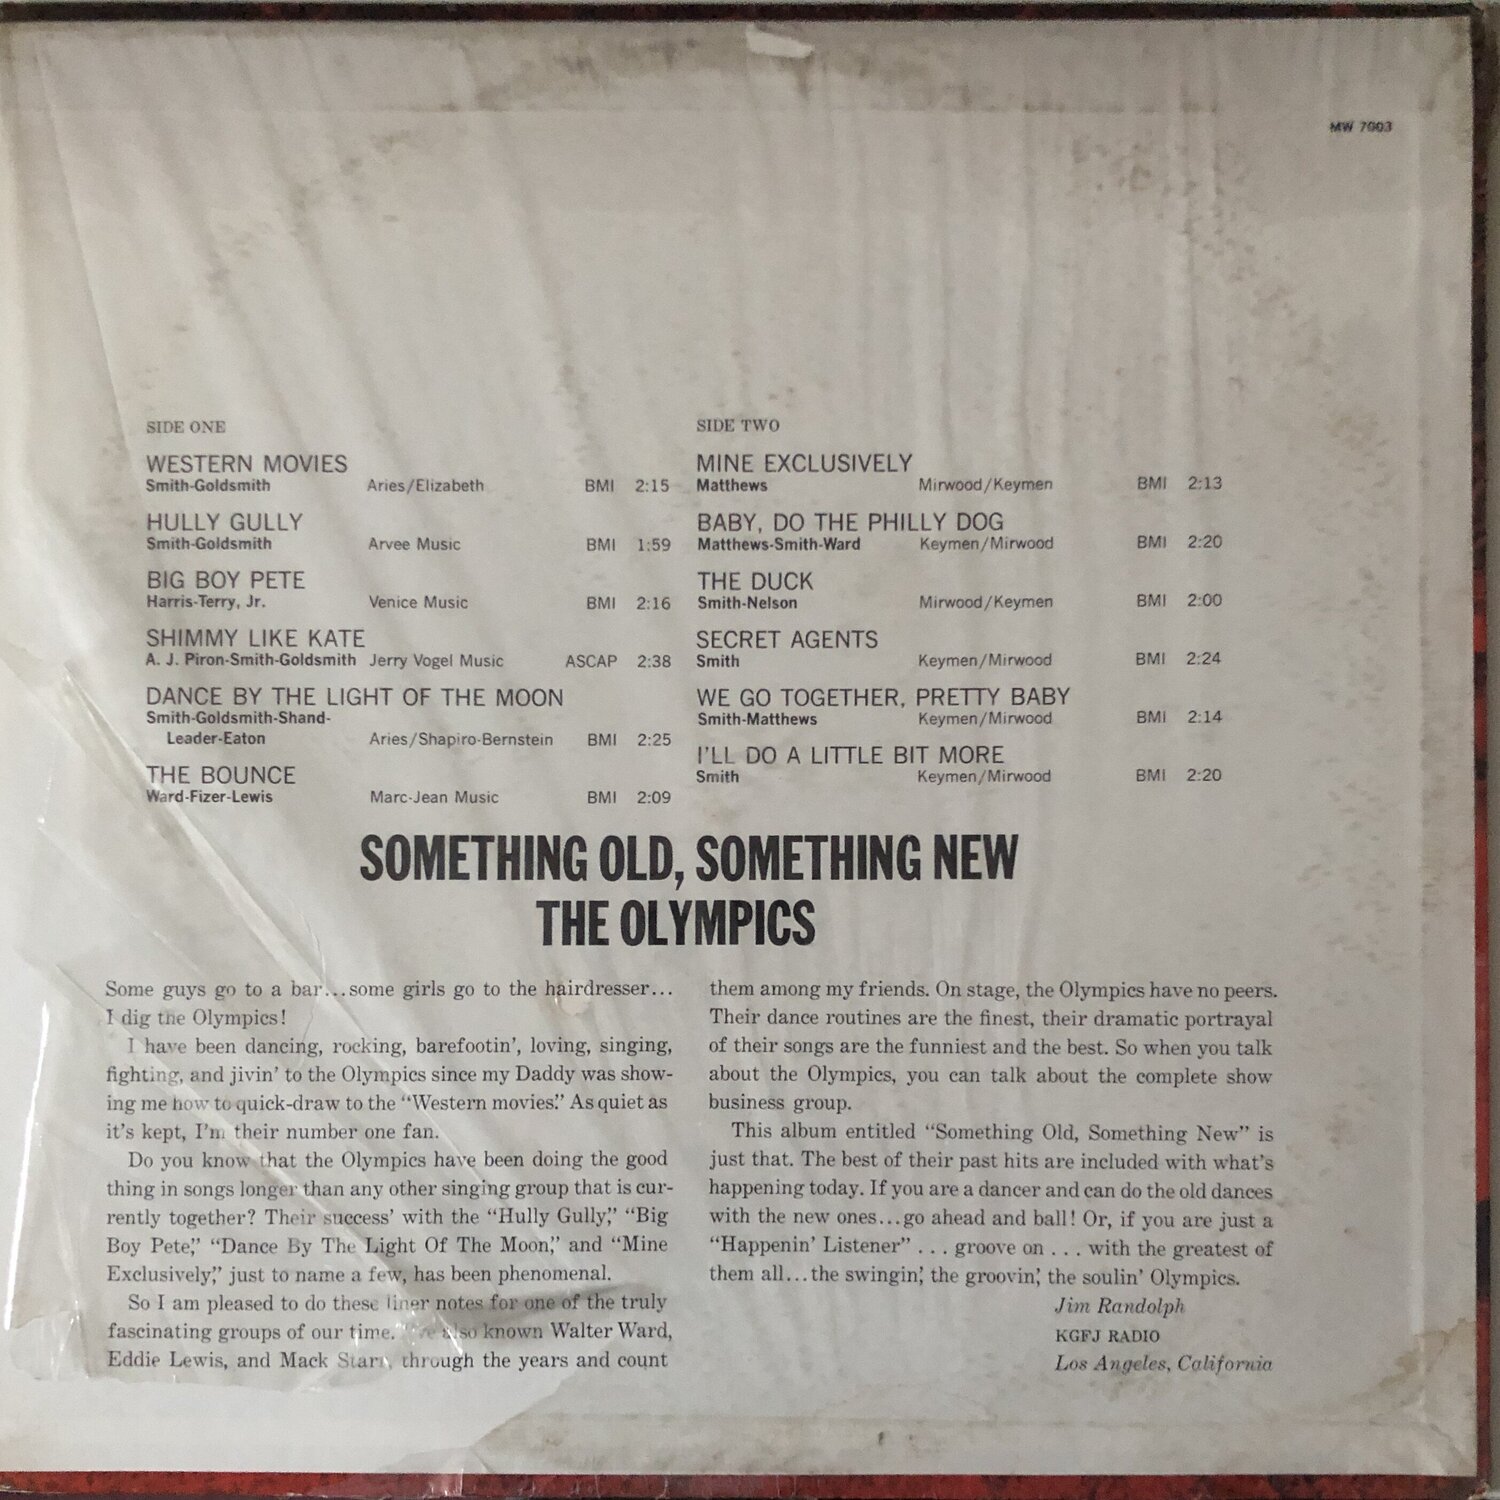 MW 7003
SIDE ONE
WESTERN MOVIES
Smith-Goldsmith Aries/Elizabeth BMI 2:15
HULLY GULLY
Smith-Goldsmith Arvee Music BMI 1:59
BIG BOY PETE
Harris-Terry, Jr. Venice Music BMI 2:16
SHIMMY LIKE KATE
A. J. Piron-Smith-Goldsmith Jerry Vogel Music ASCAP 2:38
DANCE BY THE LIGHT OF THE MOON
Smith-Goldsmith-Shand-
Leader-Eaton Aries/Shapiro-Bernstein BMI 2:25
THE BOUNCE
Ward-Fizer-Lewis Marc-Jean Music BMI 2:09
SIDE TWO
MINE EXCLUSIVELY
Matthews Mirwood/Keymen BMI 2:13
BABY, DO THE PHILLY DOG
Matthews-Smith-Ward Keymen/Mirwood BMI 2:20
THE DUCK
Smith-Nelson Mirwood/Keymen BMI 2:00
SECRET AGENTS
Smith Keymen/Mirwood BMI 2:24
WE GO TOGETHER, PRETTY BABY
Smith-Matthews Keymen/Mirwood BMI 2:14
I'LL DO A LITTLE BIT MORE
Smith Keymen/Mirwood BMI 2:20
SOMETHING OLD, SOMETHING NEW
THE OLYMPICS
Some guys go to a bar...some girls go to the hairdresser...
I dig the Olympics!
I have been dancing, rocking, barefootin', loving, singing,
fighting, and jivin' to the Olympics since my Daddy was show-
ing me how to quick-draw to the "Western movies." As quiet as
it's kept, I'm their number one fan.
Do you know that the Olympics have been doing the good
thing in songs longer than any other singing group that is cur-
rently together? Their success' with the "Hully Gully," "Big
Boy Pete," "Dance By The Light Of The Moon," and "Mine
Exclusively," just to name a few, has been phenomenal.
So I am pleased to do these liner notes for one of the truly
fascinating groups of our time. I've also known Walter Ward,
Eddie Lewis, and Mack Starr, through the years and count
them among my friends. On stage, the Olympics have no peers.
Their dance routines are the finest, their dramatic portrayal
of their songs are the funniest and the best. So when you talk
about the Olympics, you can talk about the complete show
business group.
This album entitled "Something Old, Something New" is
just that. The best of their past hits are included with what's
happening today. If you are a dancer and can do the old dances
with the new ones...go ahead and ball! Or, if you are just a
"Happenin' Listener" . . . groove on . . . with the greatest of
them all...the swingin', the groovin', the soulin' Olympics.
Jim Randolph
KGFJ RADIO
Los Angeles, California